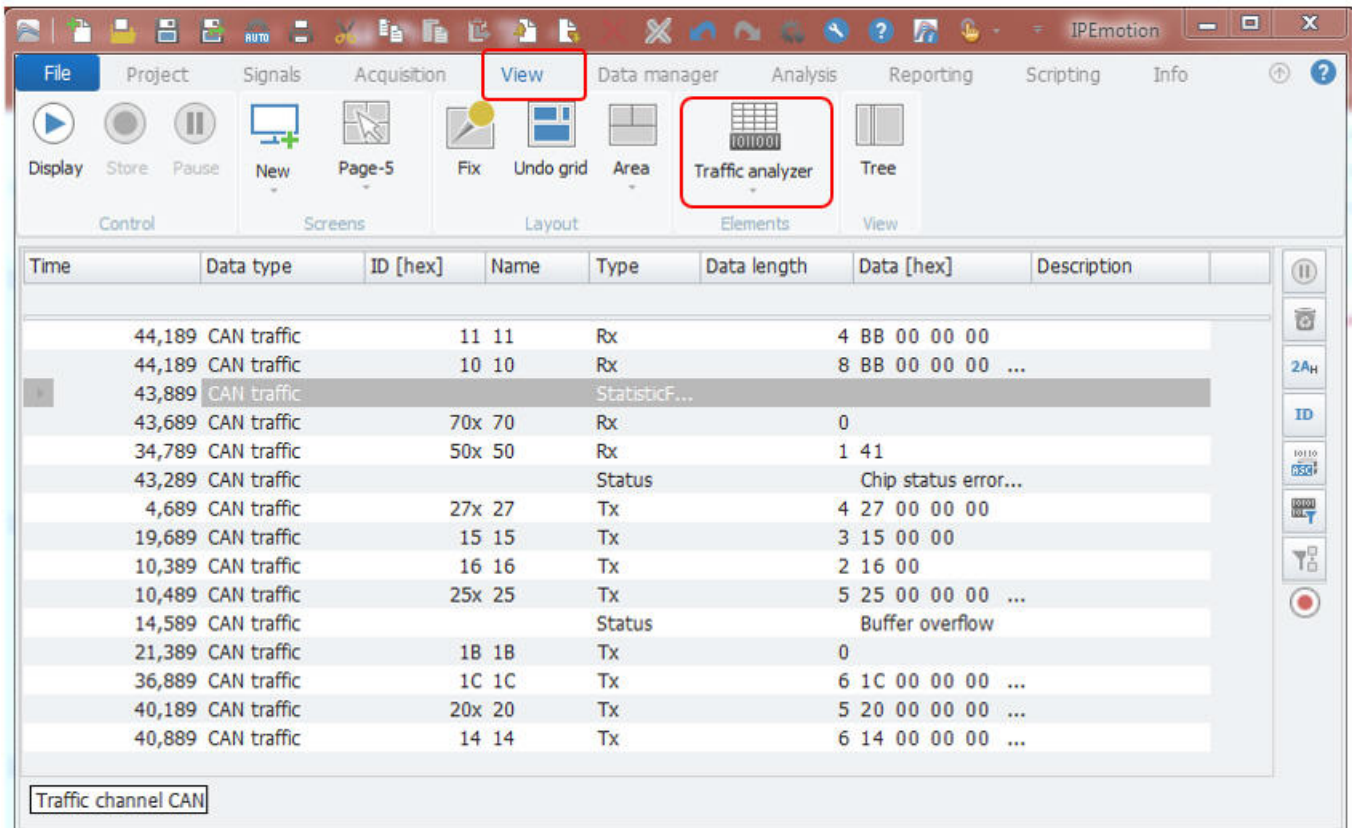 AUTO IPEmotion
File Project Signals Acquisition View Data manager Analysis Reporting Scripting Info
1011001
Display Store Pause New Page-5 Fix Undo grid Area Traffic analyzer Tree
Control Screens Layout Elements View
Time Data type ID [hex] Name Type Data length Data [hex] Description
44,189 CAN traffic 11 11 Rx 4 BB 00 00 00
44,189 CAN traffic 10 10 Rx 8 BB 00 00 00 ...
43,889 CAN traffic StatisticF...
43,689 CAN traffic 70x 70 Rx 0
34,789 CAN traffic 50x 50 Rx 1 41
43,289 CAN traffic Status Chip status error...
4,689 CAN traffic 27x 27 Tx 4 27 00 00 00
19,689 CAN traffic 15 15 Tx 3 15 00 00
10,389 CAN traffic 16 16 Tx 2 16 00
10,489 CAN traffic 25x 25 Tx 5 25 00 00 00 ...
14,589 CAN traffic Status Buffer overflow
21,389 CAN traffic 1B 1B Tx 0
36,889 CAN traffic 1C 1C Tx 6 1C 00 00 00 ...
40,189 CAN traffic 20x 20 Tx 5 20 00 00 00 ...
40,889 CAN traffic 14 14 Tx 6 14 00 00 00 ...
2AH
ID
10110
ASC
Traffic channel CAN